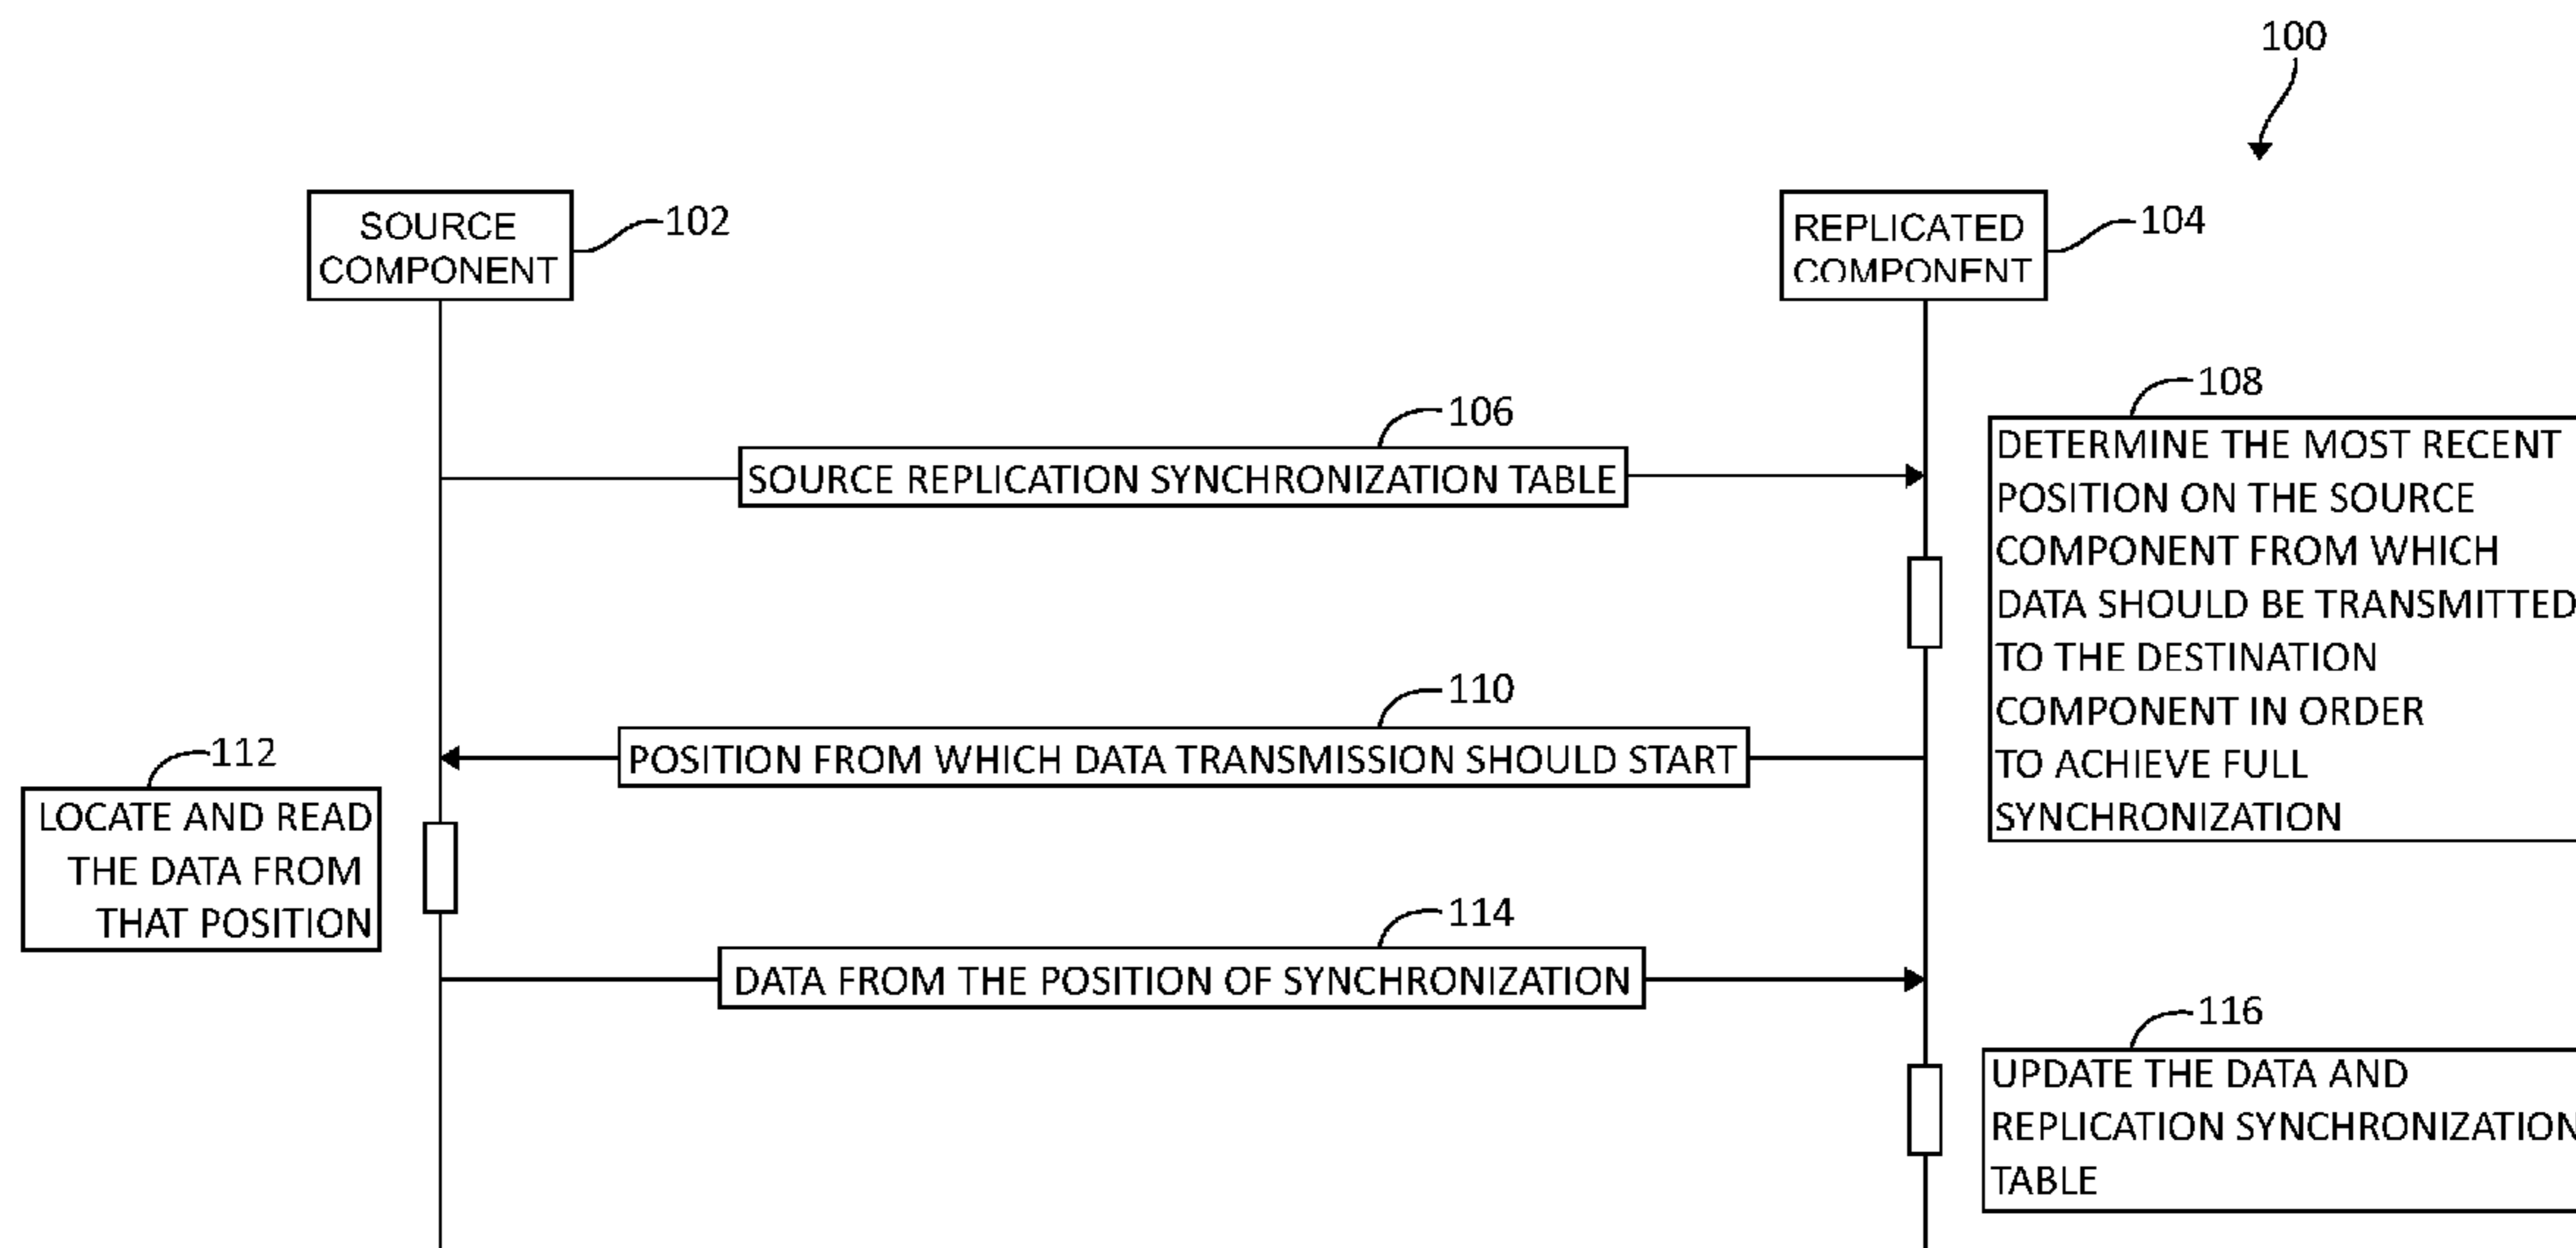 100
SOURCE
COMPONENT
102
REPLICATED
COMPONENT
104
106
SOURCE REPLICATION SYNCHRONIZATION TABLE
108
DETERMINE THE MOST RECENT
POSITION ON THE SOURCE
COMPONENT FROM WHICH
DATA SHOULD BE TRANSMITTED
TO THE DESTINATION
COMPONENT IN ORDER
TO ACHIEVE FULL
SYNCHRONIZATION
110
POSITION FROM WHICH DATA TRANSMISSION SHOULD START
112
LOCATE AND READ
THE DATA FROM
THAT POSITION
114
DATA FROM THE POSITION OF SYNCHRONIZATION
116
UPDATE THE DATA AND
REPLICATION SYNCHRONIZATION
TABLE